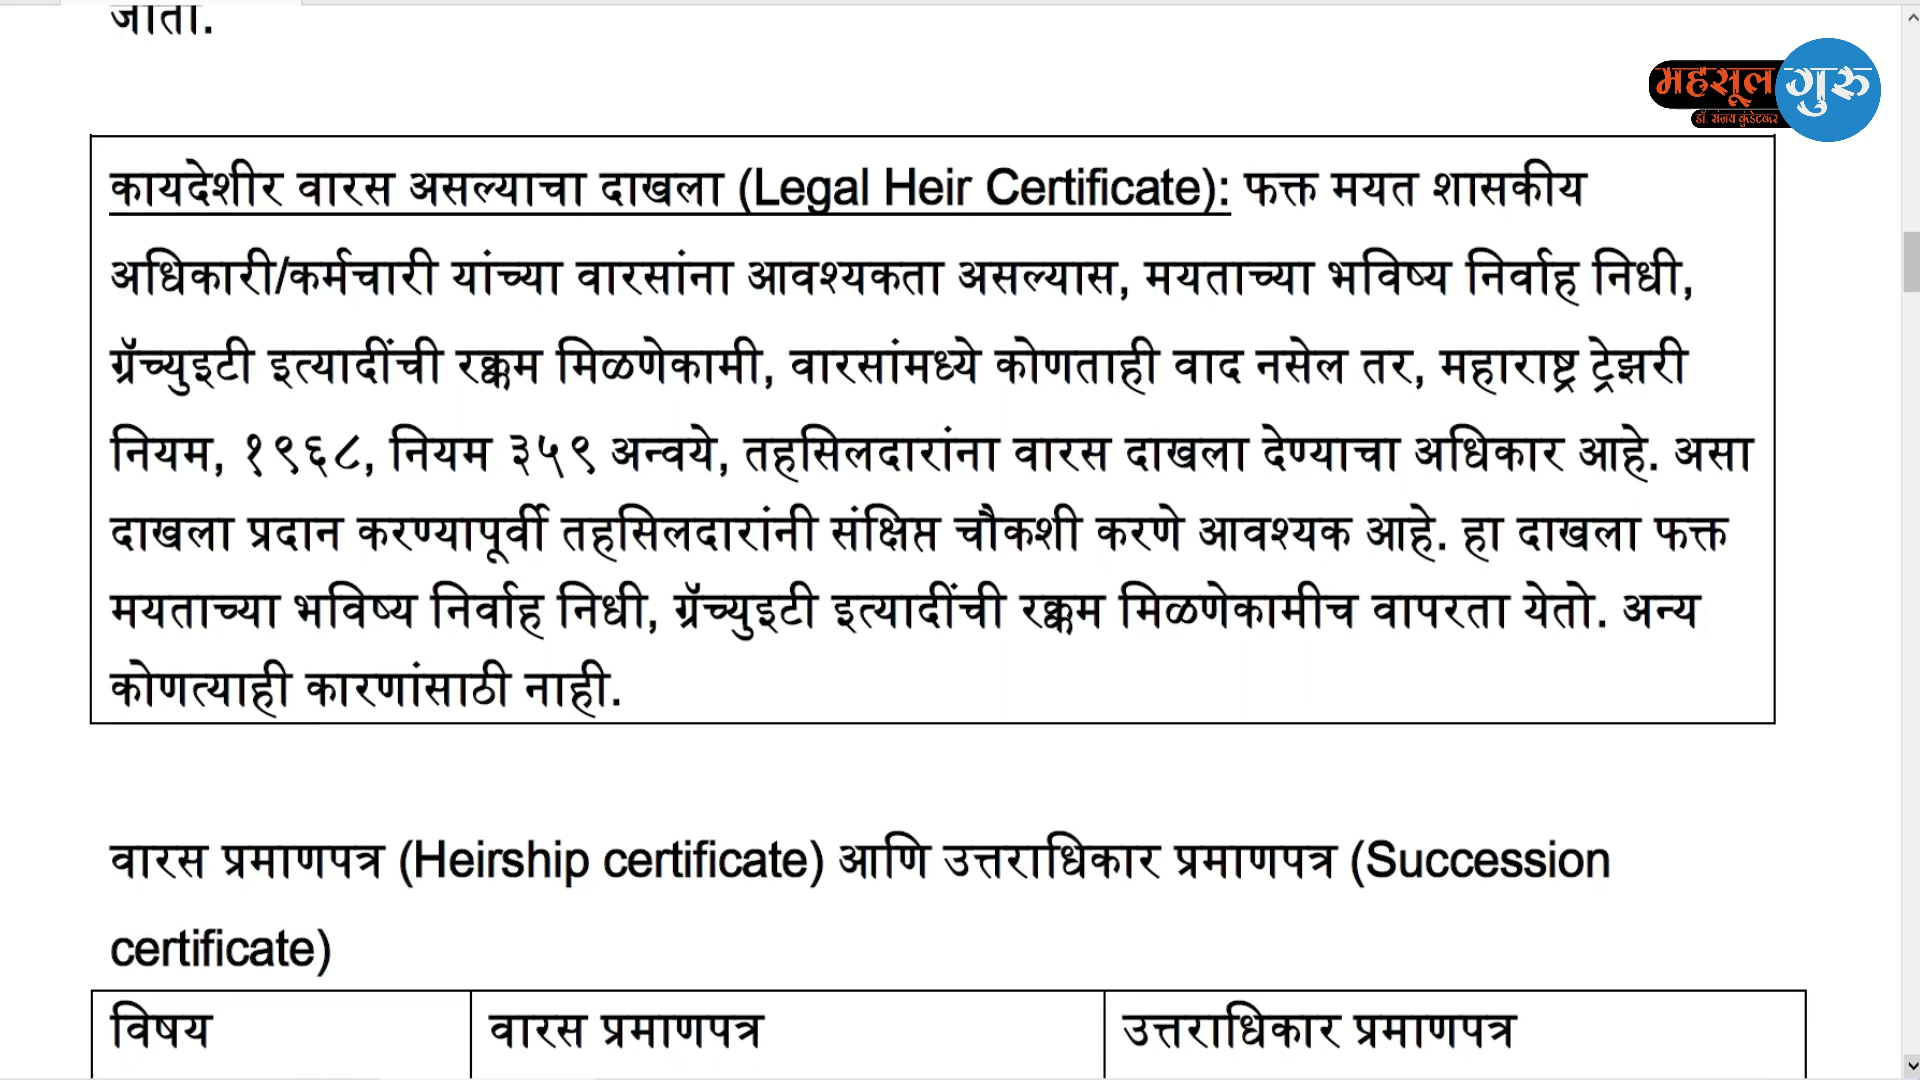 जातो.
महसूल गुरु
डॉ. संजय कुंडेटकर
कायदेशीर वारस असल्याचा दाखला (Legal Heir Certificate): फक्त मयत शासकीय
अधिकारी/कर्मचारी यांच्या वारसांना आवश्यकता असल्यास, मयताच्या भविष्य निर्वाह निधी,
ग्रॅच्युइटी इत्यादींची रक्कम मिळणेकामी, वारसांमध्ये कोणताही वाद नसेल तर, महाराष्ट्र ट्रेझरी
नियम, १९६८, नियम ३५९ अन्वये, तहसिलदारांना वारस दाखला देण्याचा अधिकार आहे. असा
दाखला प्रदान करण्यापूर्वी तहसिलदारांनी संक्षिप्त चौकशी करणे आवश्यक आहे. हा दाखला फक्त
मयताच्या भविष्य निर्वाह निधी, ग्रॅच्युइटी इत्यादींची रक्कम मिळणेकामीच वापरता येतो. अन्य
कोणत्याही कारणांसाठी नाही.
वारस प्रमाणपत्र (Heirship certificate) आणि उत्तराधिकार प्रमाणपत्र (Succession
certificate)
विषय
वारस प्रमाणपत्र
उत्तराधिकार प्रमाणपत्र